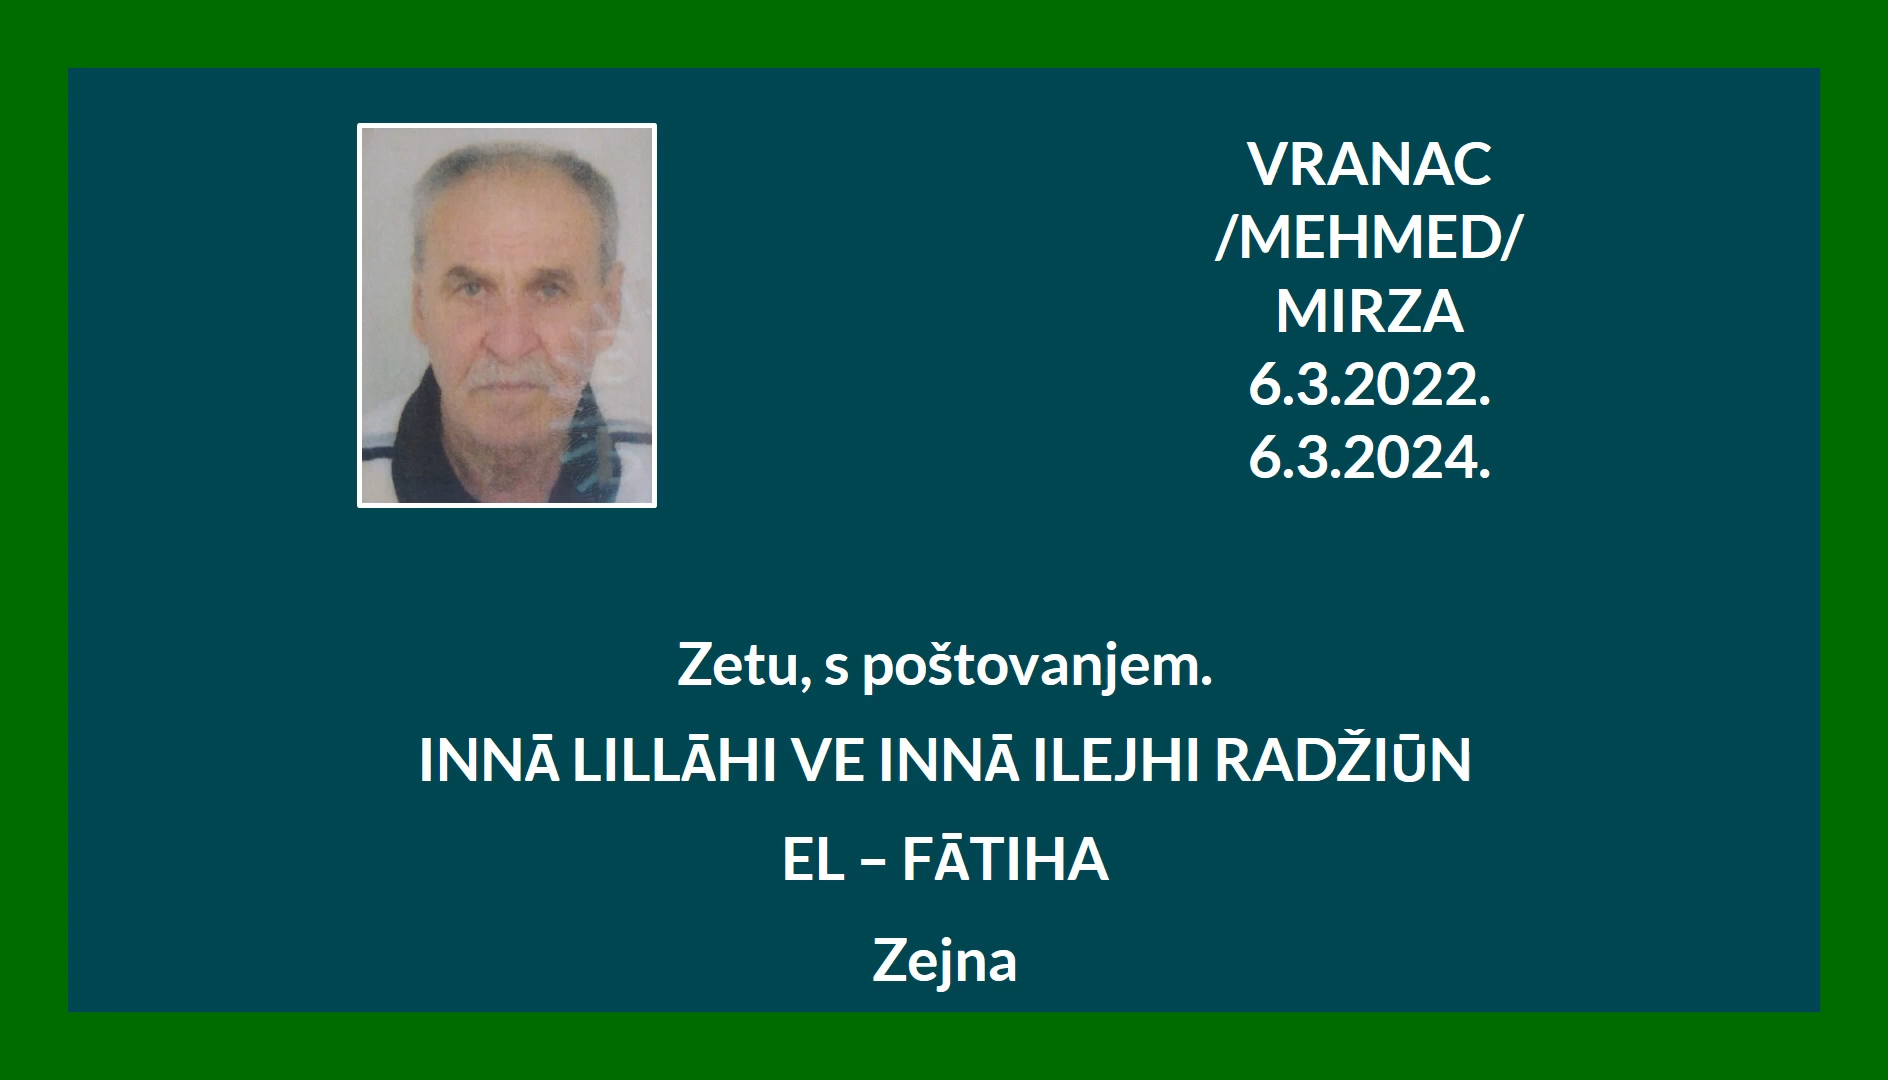 VRANAC
/MEHMED/
MIRZA
6.3.2022.
6.3.2024.
Zetu, s poštovanjem.
INNĀ LILLĀHI VE INNĀ ILEJHI RADŽIŪN
EL – FĀTIHA
Zejna